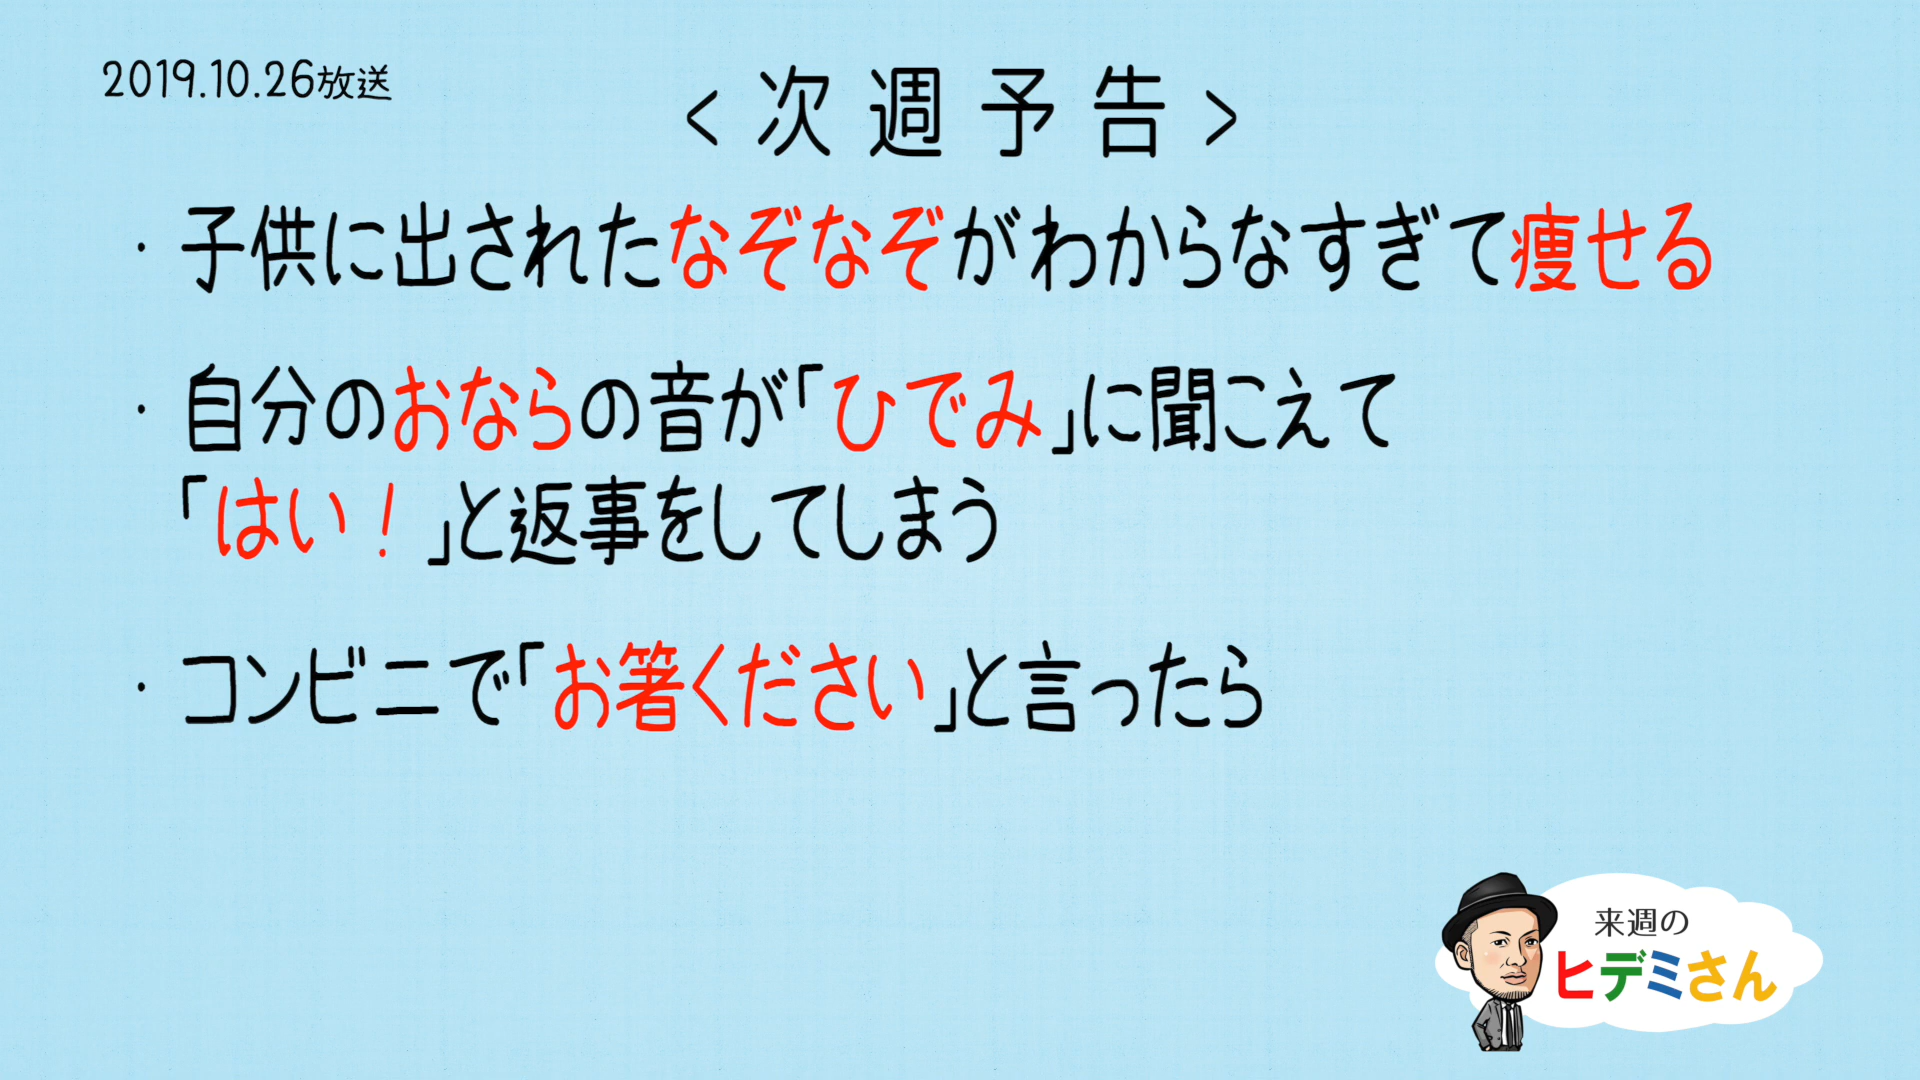 2019.10.26放送
<次週予告>
・子供に出されたなぞなぞがわからなすぎて痩せる
・自分のおならの音が「ひでみ」に聞こえて
「はい！」と返事をしてしまう
・コンビニで「お箸ください」と言ったら
来週の
ヒデミさん